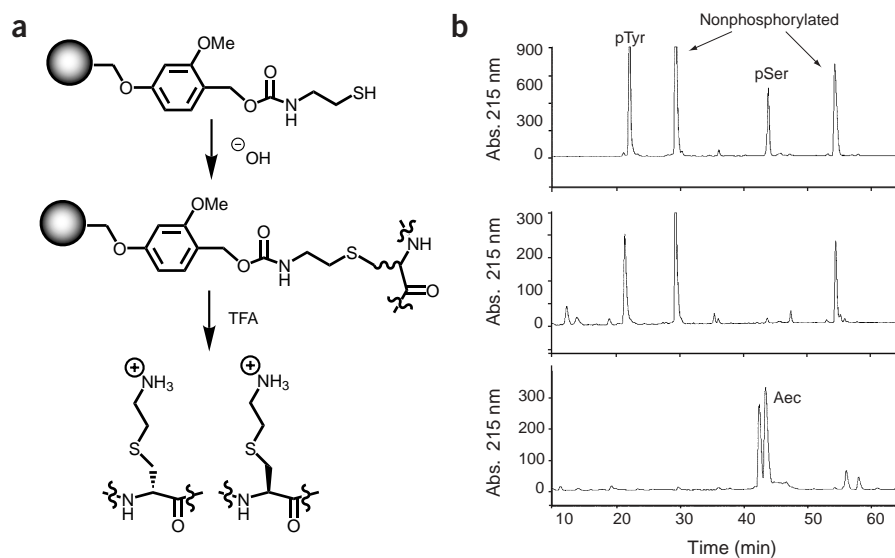 a
OMe
O
O
O
N
H
SH
⊖
OH
OMe
O
O
O
N
H
S
NH
O
TFA
⊕
NH3
S
N
H
O
⊕
NH3
S
N
H
O
b
Nonphosphorylated
pTyr
pSer
Abs. 215 nm
900
600
300
0
Abs. 215 nm
300
200
100
0
Aec
Abs. 215 nm
300
200
100
0
10 20 30 40 50 60
Time (min)